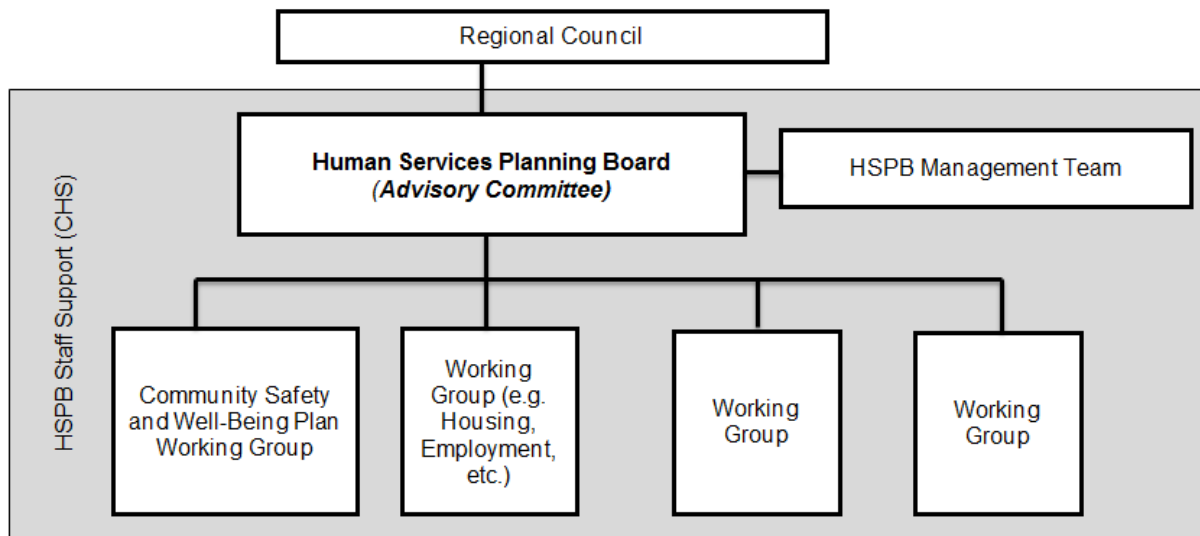 Regional Council
Human Services Planning Board
(Advisory Committee)
HSPB Management Team
HSPB Staff Support (CHS)
Community Safety
and Well-Being Plan
Working Group
Working
Group (e.g.
Housing,
Employment,
etc.)
Working
Group
Working
Group